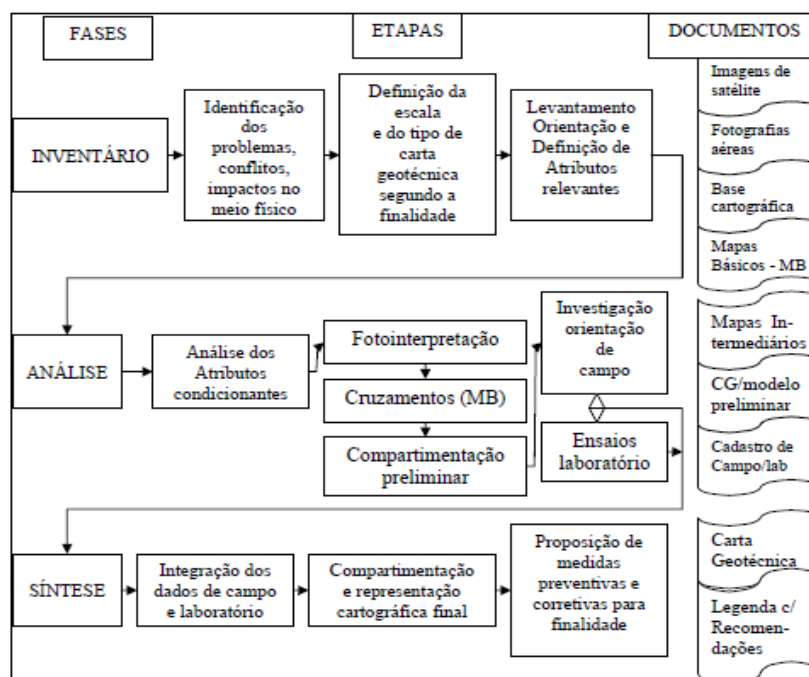 FASES
ETAPAS
DOCUMENTOS
INVENTÁRIO
Identificação
dos
problemas,
conflitos,
impactos no
meio físico
Definição da
escala
e do tipo de
carta
geotécnica
segundo a
finalidade
Levantamento
Orientação e
Definição de
Atributos
relevantes
Imagens de
satélite
Fotografias
aéreas
Base
cartográfica
Mapas
Básicos - MB
ANÁLISE
Análise dos
Atributos
condicionantes
Fotointerpretação
Cruzamentos (MB)
Compartimentação
preliminar
Investigação
orientação
de
campo
Ensaios
laboratório
Mapas In-
termediários
CG/modelo
preliminar
Cadastro de
Campo/lab
SÍNTESE
Integração dos
dados de campo
e laboratório
Compartimentação
e representação
cartográfica final
Proposição de
medidas
preventivas e
corretivas para
finalidade
Carta
Geotécnica
Legenda c/
Recomen-
dações